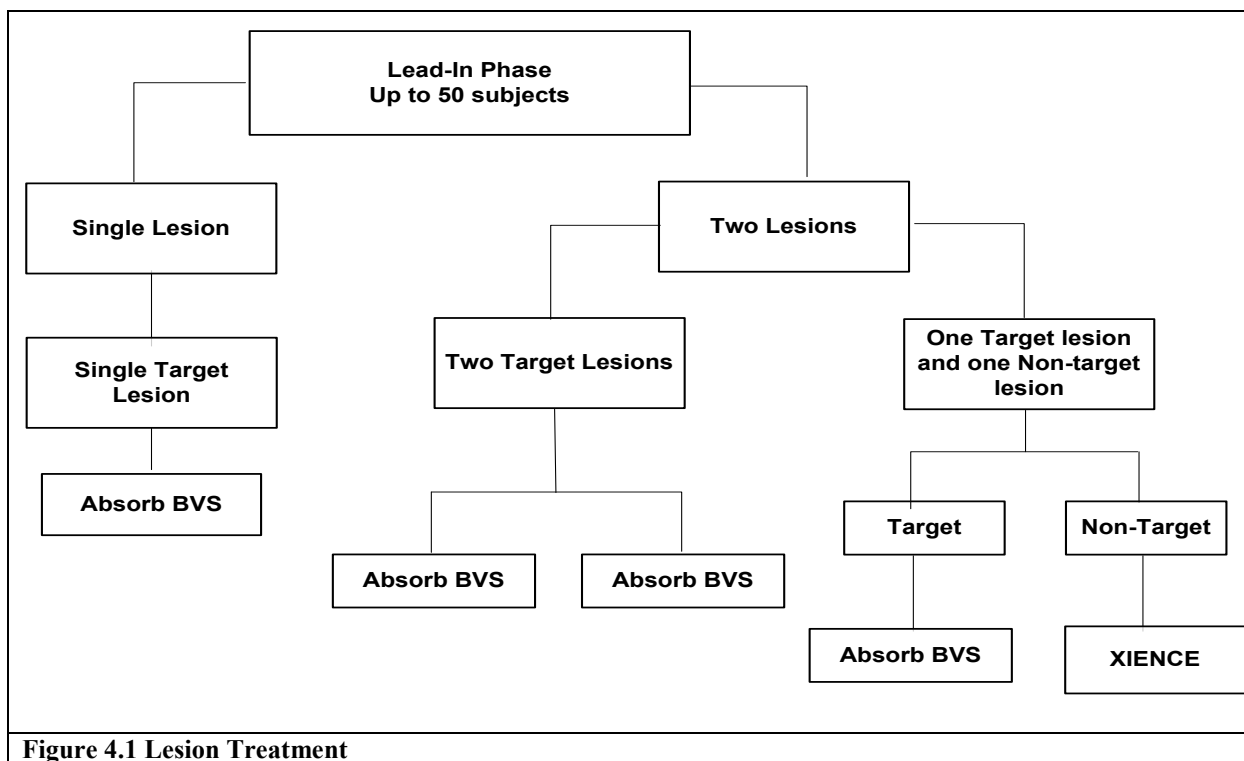 Lead-In Phase
Up to 50 subjects
Single Lesion
Two Lesions
Single Target
Lesion
Two Target Lesions
One Target lesion
and one Non-target
lesion
Absorb BVS
Absorb BVS
Absorb BVS
Target
Non-Target
Absorb BVS
XIENCE
Figure 4.1 Lesion Treatment